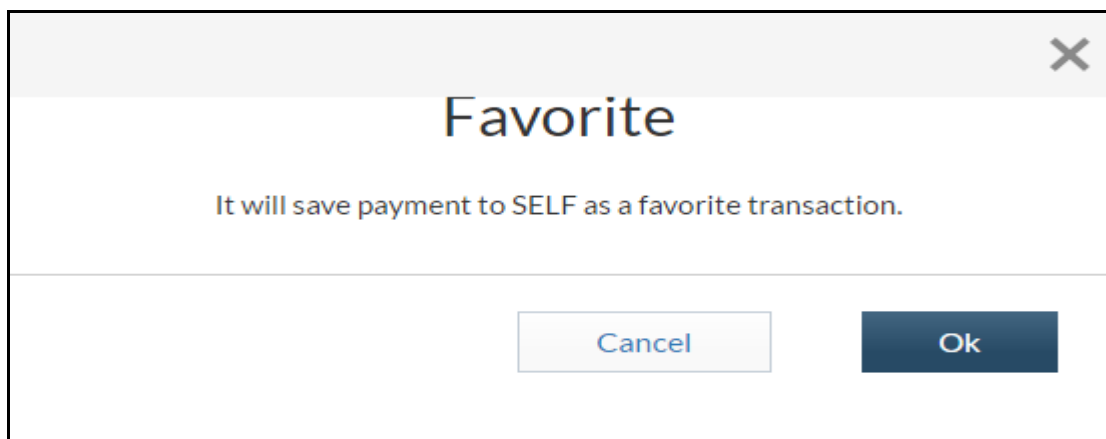 Favorite
It will save payment to SELF as a favorite transaction.
Cancel
Ok